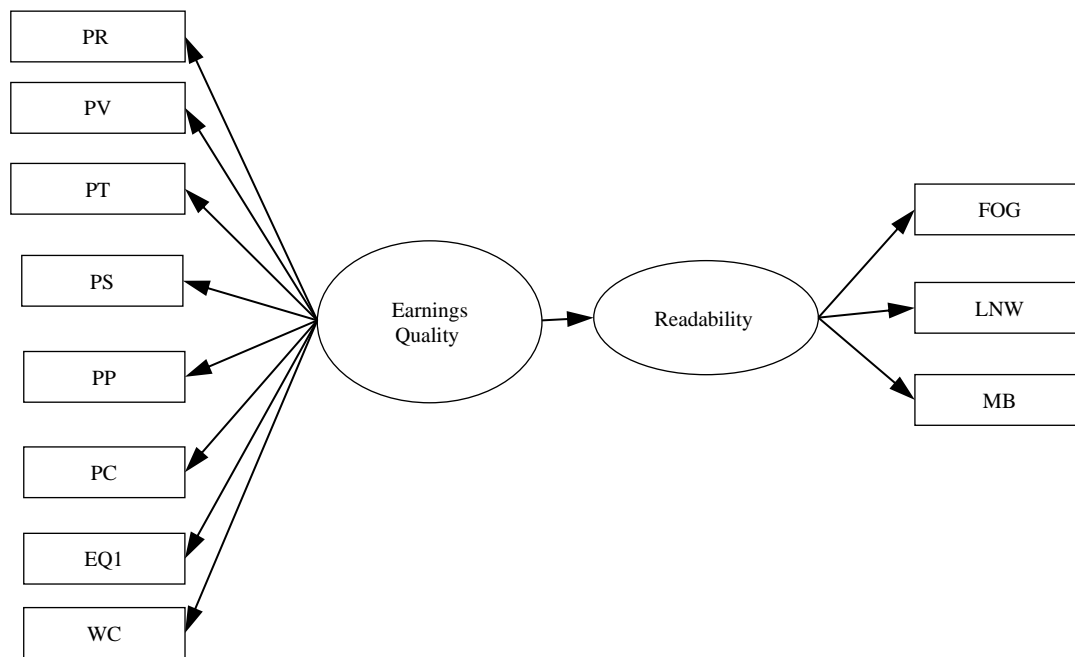 PR
PV
PT
PS
PP
PC
EQ1
WC
Earnings
Quality
Readability
FOG
LNW
MB